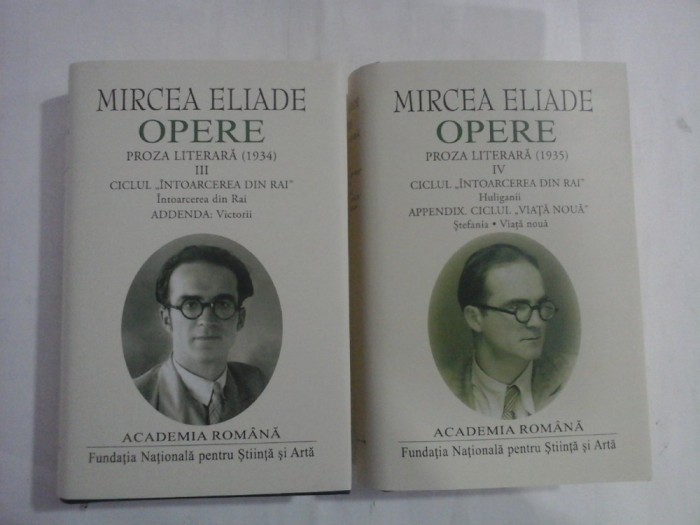 MIRCEA ELIADE
OPERE
PROZA LITERARĂ (1934)
III
CICLUL „ÎNTOARCEREA DIN RAI”
Întoarcerea din Rai
ADDENDA: Victorii
ACADEMIA ROMÂNĂ
Fundația Națională pentru Știință și Artă
MIRCEA ELIADE
OPERE
PROZA LITERARĂ (1935)
IV
CICLUL „ÎNTOARCEREA DIN RAI”
Huliganii
APPENDIX. CICLUL „VIAȚĂ NOUĂ”
Ștefania • Viață nouă
ACADEMIA ROMÂNĂ
Fundația Națională pentru Știință și Artă